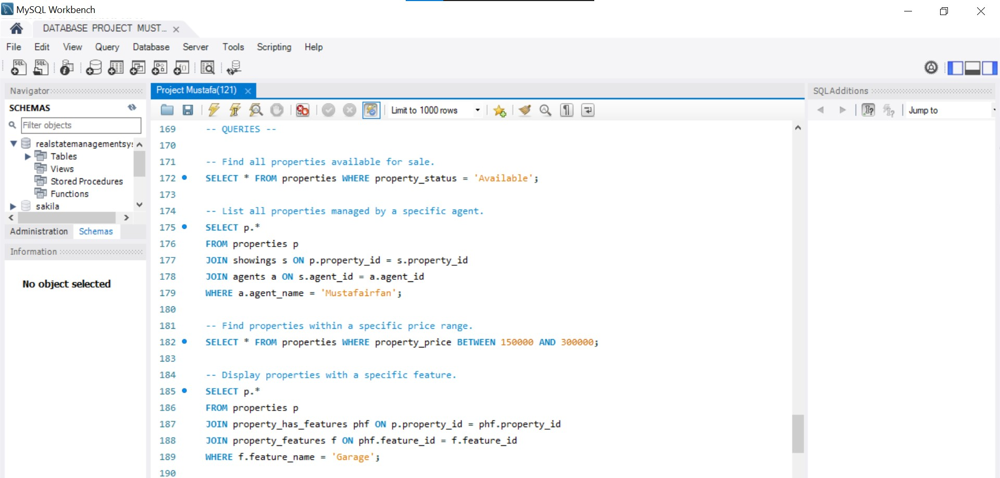 MySQL Workbench
DATABASE PROJECT MUST...
File Edit View Query Database Server Tools Scripting Help
Navigator
SCHEMAS
Filter objects
realstatemanagementsy
Tables
Views
Stored Procedures
Functions
sakila
Administration Schemas
Information
No object selected
Project Mustafa(121)
Limit to 1000 rows
169 -- QUERIES --
170
171 -- Find all properties available for sale.
172 SELECT * FROM properties WHERE property_status = 'Available';
173
174 -- List all properties managed by a specific agent.
175 SELECT p.*
176 FROM properties p
177 JOIN showings s ON p.property_id = s.property_id
178 JOIN agents a ON s.agent_id = a.agent_id
179 WHERE a.agent_name = 'Mustafairfan';
180
181 -- Find properties within a specific price range.
182 SELECT * FROM properties WHERE property_price BETWEEN 150000 AND 300000;
183
184 -- Display properties with a specific feature.
185 SELECT p.*
186 FROM properties p
187 JOIN property_has_features phf ON p.property_id = phf.property_id
188 JOIN property_features f ON phf.feature_id = f.feature_id
189 WHERE f.feature_name = 'Garage';
190
SQLAdditions
Jump to